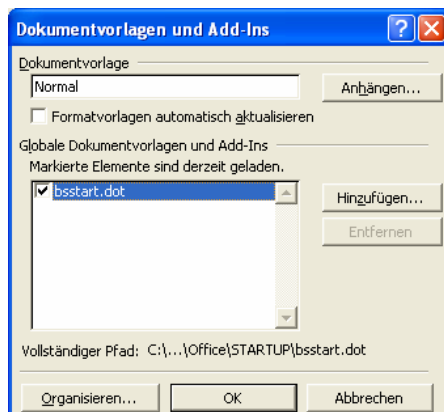 Dokumentvorlagen und Add-Ins
Dokumentvorlage
Normal
Anhängen...
Formatvorlagen automatisch aktualisieren
Globale Dokumentvorlagen und Add-Ins
Markierte Elemente sind derzeit geladen.
bsstart.dot
Hinzufügen...
Entfernen
Vollständiger Pfad: C:\...\Office\STARTUP\bsstart.dot
Organisieren... OK Abbrechen